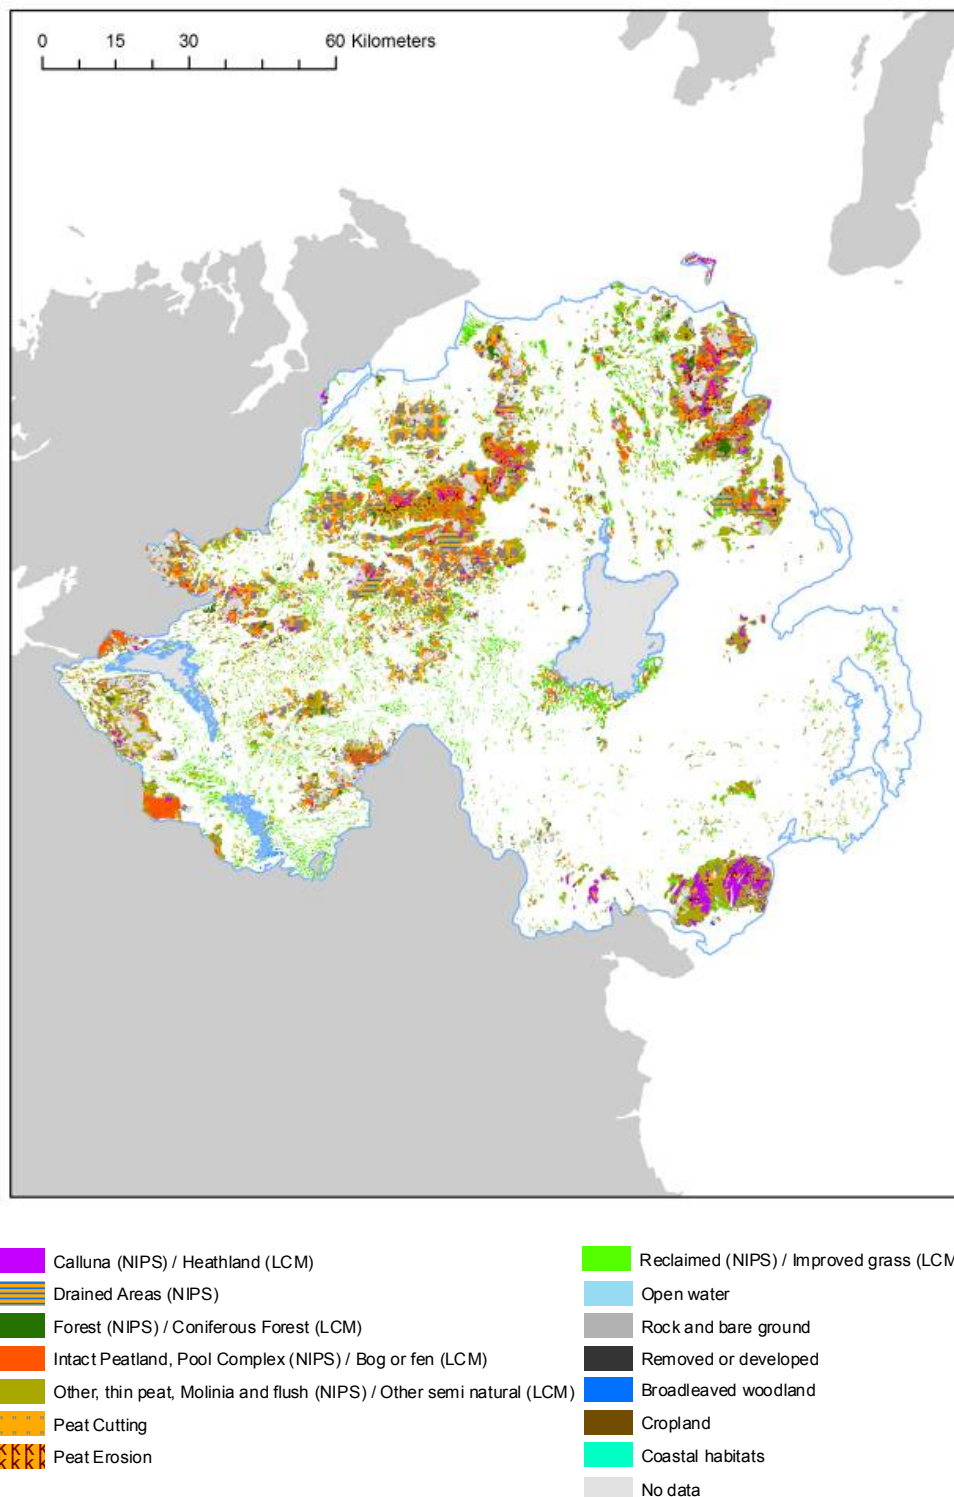 0 15 30 60 Kilometers
Calluna (NIPS) / Heathland (LCM)
Drained Areas (NIPS)
Forest (NIPS) / Coniferous Forest (LCM)
Intact Peatland, Pool Complex (NIPS) / Bog or fen (LCM)
Other, thin peat, Molinia and flush (NIPS) / Other semi natural (LCM)
Peat Cutting
Peat Erosion
Reclaimed (NIPS) / Improved grass (LCM
Open water
Rock and bare ground
Removed or developed
Broadleaved woodland
Cropland
Coastal habitats
No data